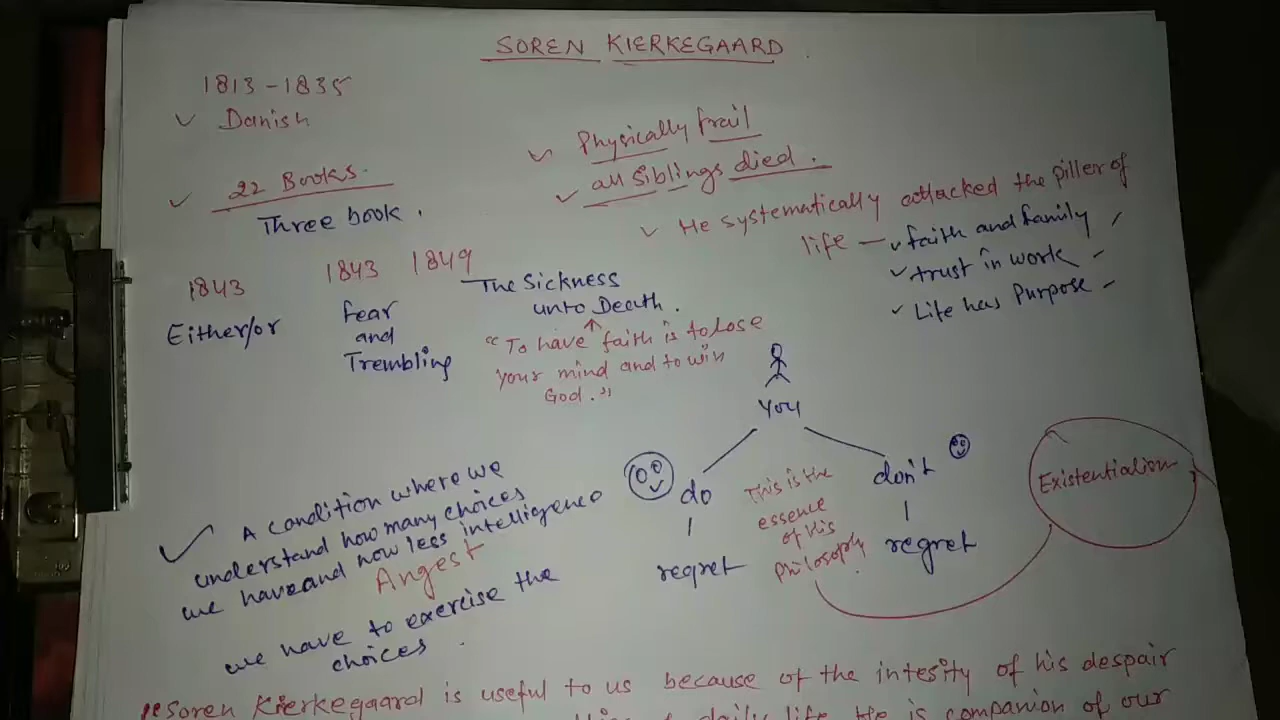 SOREN KIERKEGAARD
1813-1835
Danish
22 Books.
Three book.
Physically frail
all siblings died.
He systematically attacked the piller of
life - faith and family
trust in work
Life has Purpose
1843
Either/or
1843
fear
and
Trembling
1849
The Sickness
unto Death.
"To have faith is to lose
your mind and to win
God."
You
do
regret
don't
regret
This is the
essence
of his
philosophy
Existentialism
A condition where we
understand how many choices
we have and how less intelligence
Angest
we have to exercise the
choices.
"Soren Kierkegaard is useful to us because of the intesity of his despair
daily life. He is companion of our